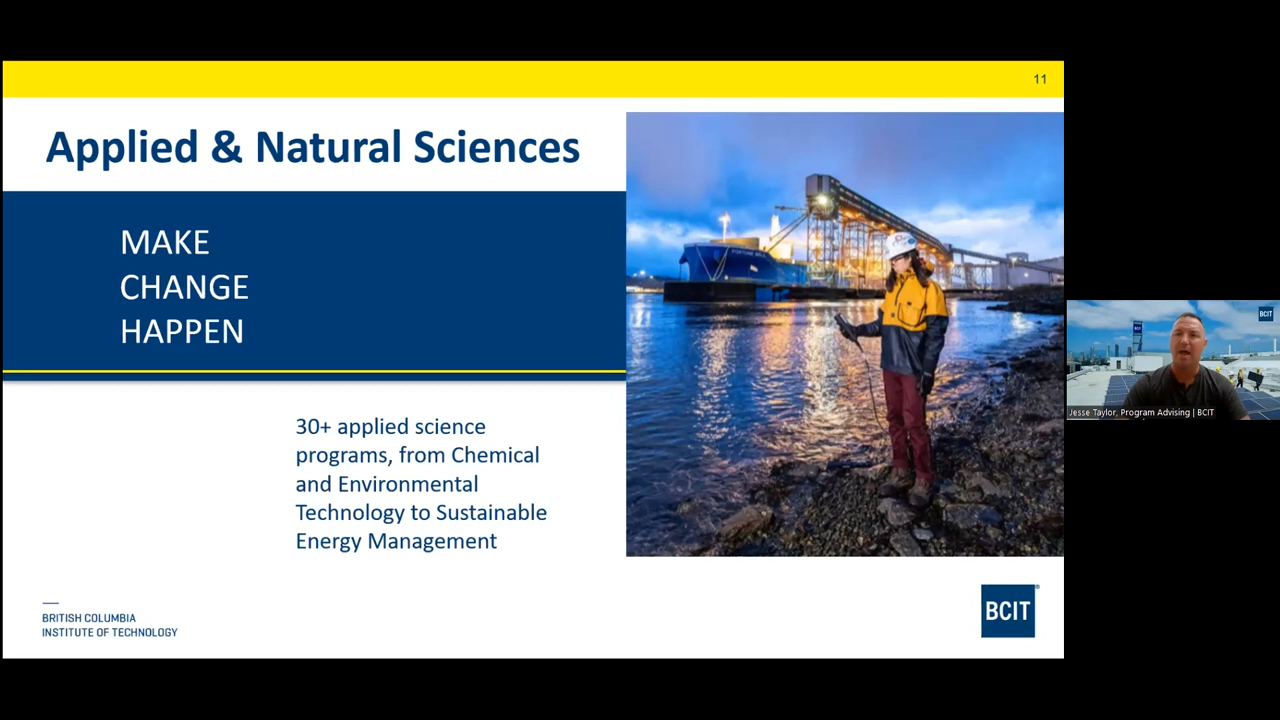 11
Applied & Natural Sciences
MAKE
CHANGE
HAPPEN
30+ applied science
programs, from Chemical
and Environmental
Technology to Sustainable
Energy Management
BRITISH COLUMBIA
INSTITUTE OF TECHNOLOGY
BCIT
BCIT
Jesse Taylor, Program Advising | BCIT